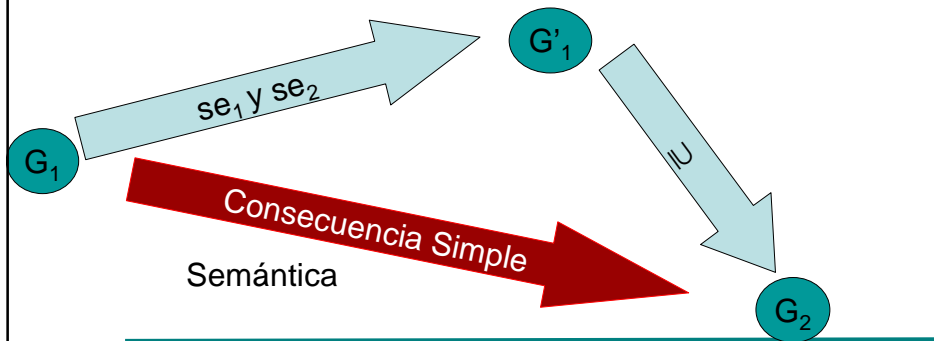 G'₁
se₁ y se₂
G₁
⊇
Consecuencia Simple
Semántica
G₂